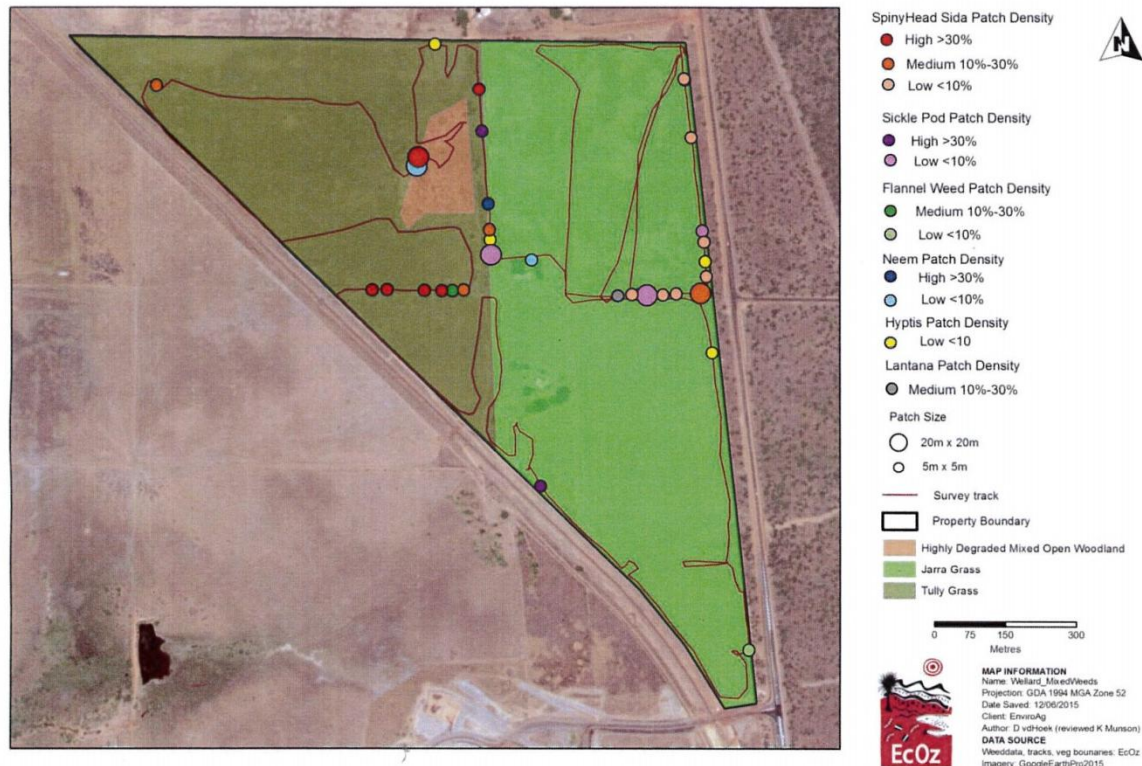 SpinyHead Sida Patch Density
High >30%
Medium 10%-30%
Low <10%
N
Sickle Pod Patch Density
High >30%
Low <10%
Flannel Weed Patch Density
Medium 10%-30%
Low <10%
Neem Patch Density
High >30%
Low <10%
Hyptis Patch Density
Low <10
Lantana Patch Density
Medium 10%-30%
Patch Size
20m x 20m
5m x 5m
Survey track
Property Boundary
Highly Degraded Mixed Open Woodland
Jarra Grass
Tully Grass
0 75 150 300
Metres
MAP INFORMATION
Name: Wellard_MixedWeeds
Projection: GDA 1994 MGA Zone 52
Date Saved: 12/06/2015
Client: EnviroAg
Author: D vdHoek (reviewed K Munson)
DATA SOURCE
Weeddata, tracks, veg bounaries: EcOz
Imagery: GoogleEarthPro2015
EcOz